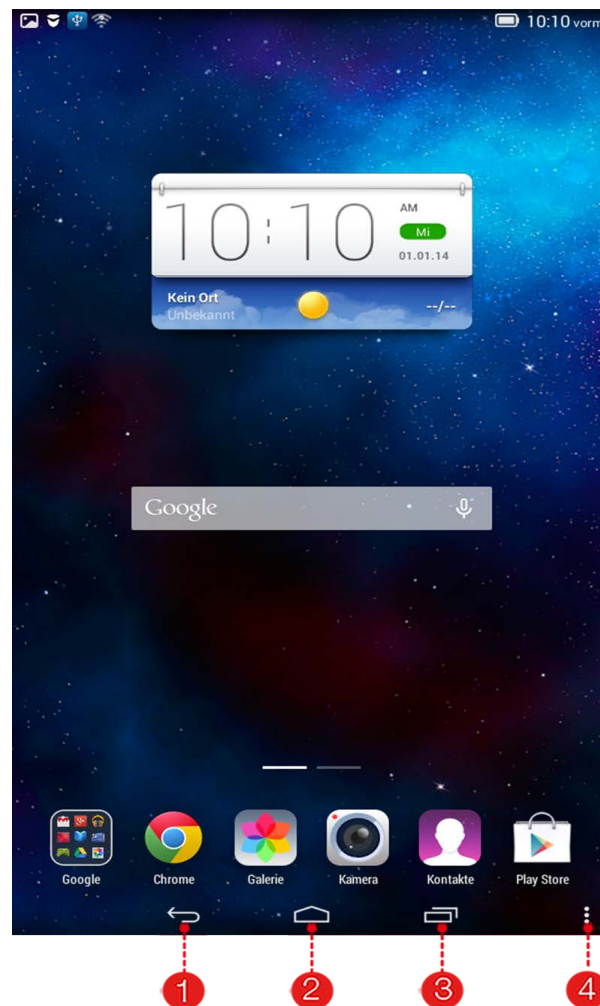 10:10 vorm
10:10
AM
Mi
01.01.14
Kein Ort
Unbekannt
--/--
Google
Google
Chrome
Galerie
Kamera
Kontakte
Play Store
1
2
3
4